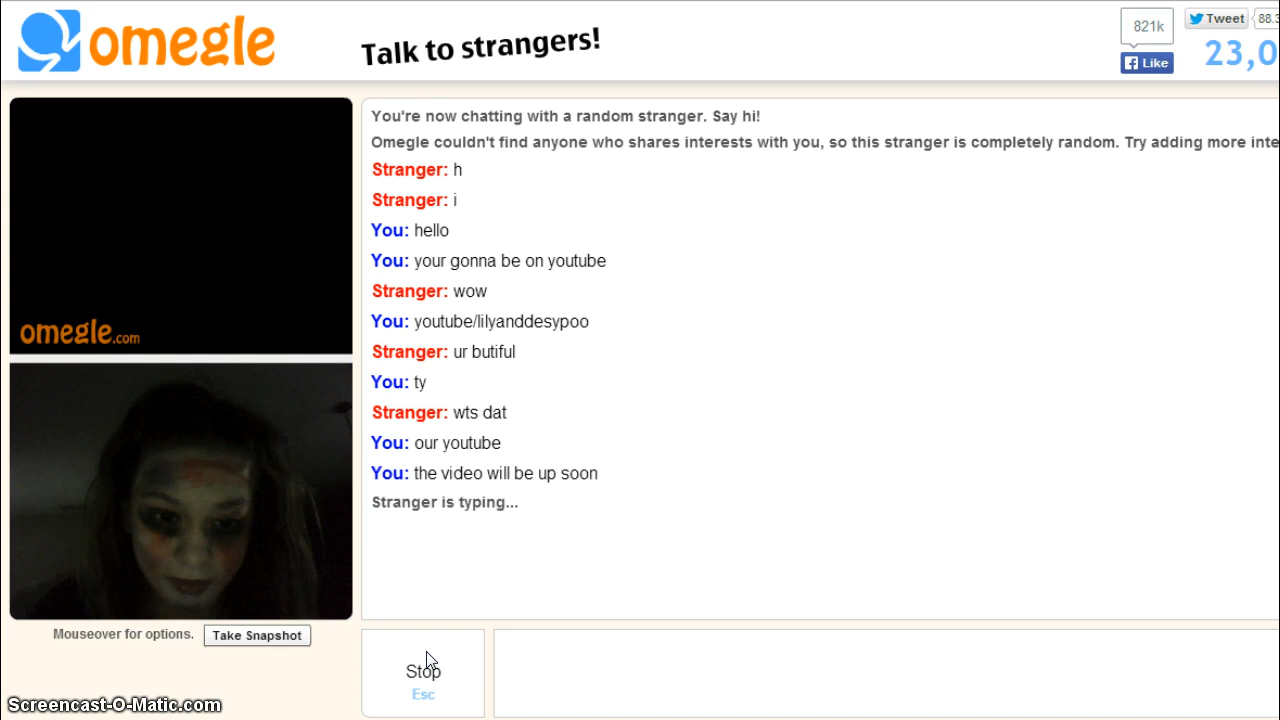 omegle
Talk to strangers!
821k
Like
Tweet
88.3
23,0
omegle.com
You're now chatting with a random stranger. Say hi!
Omegle couldn't find anyone who shares interests with you, so this stranger is completely random. Try adding more inte
Stranger: h
Stranger: i
You: hello
You: your gonna be on youtube
Stranger: wow
You: youtube/lilyanddesypoo
Stranger: ur butiful
You: ty
Stranger: wts dat
You: our youtube
You: the video will be up soon
Stranger is typing...
Mouseover for options.
Take Snapshot
Stop
Esc
Screencast-O-Matic.com